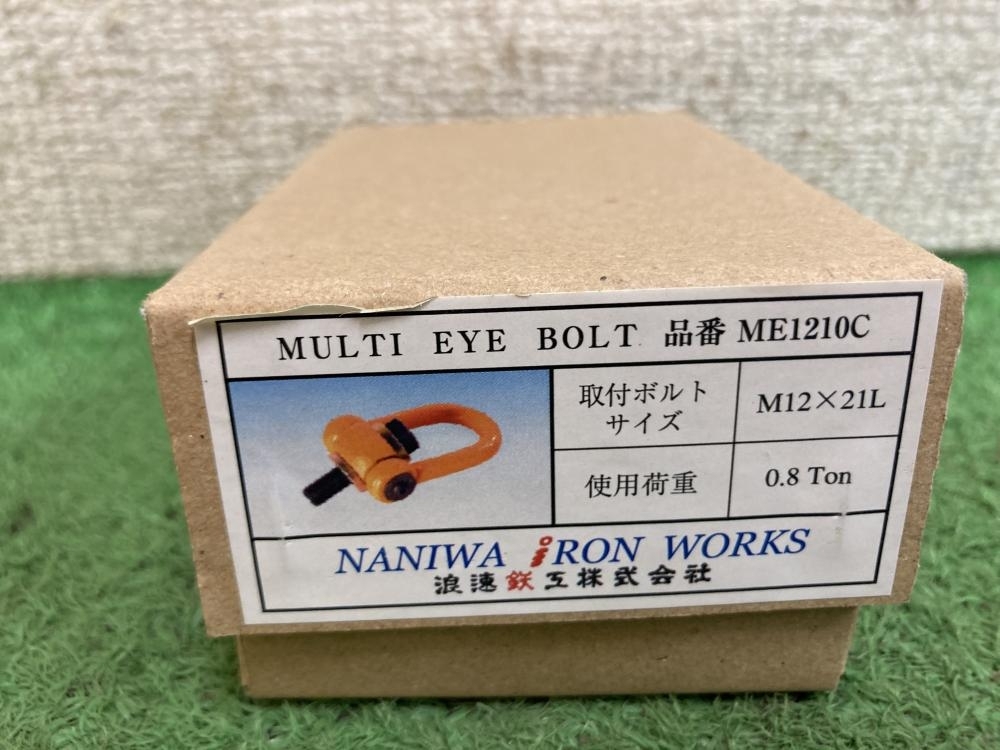 MULTI EYE BOLT 品番 ME1210C
取付ボルト
サイズ
M12×21L
使用荷重
0.8 Ton
NANIWA iRON WORKS
浪速鉄工株式会社